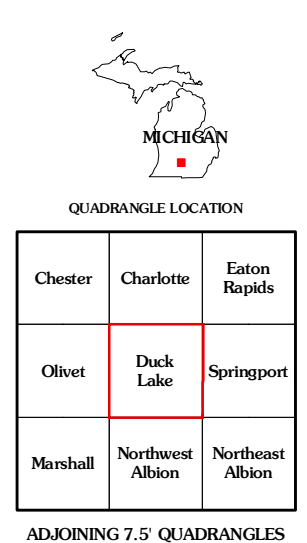 MICHIGAN
QUADRANGLE LOCATION
Chester
Charlotte
Eaton
Rapids
Olivet
Duck
Lake
Springport
Marshall
Northwest
Albion
Northeast
Albion
ADJOINING 7.5' QUADRANGLES